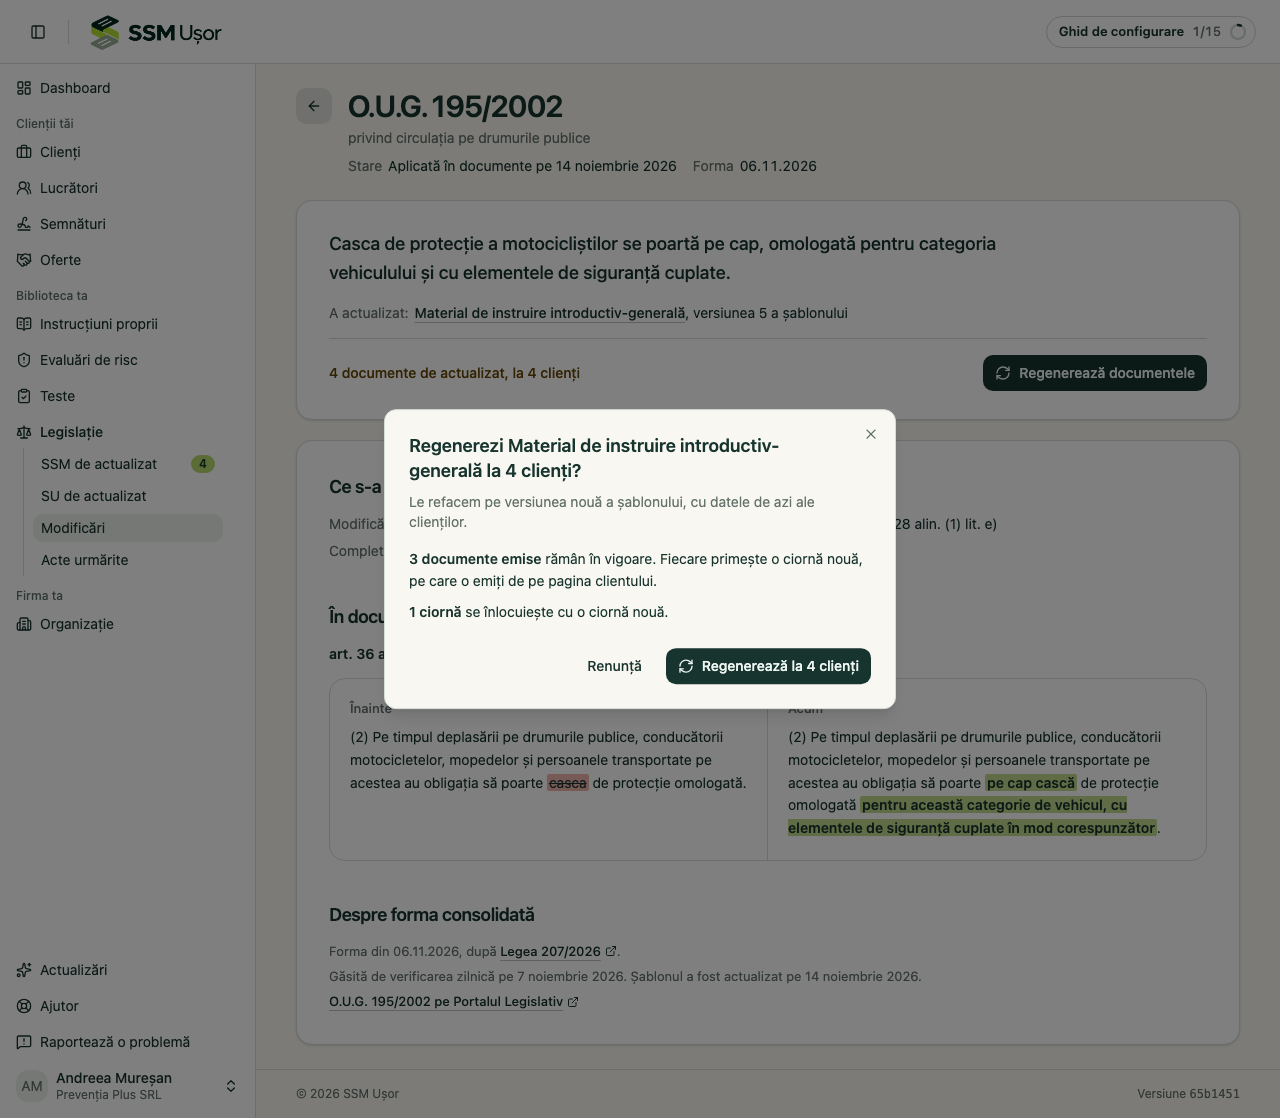 SSM Ușor
Ghid de configurare 1/15
Dashboard
Clienții tăi
Clienți
Lucrători
Semnături
Oferte
Biblioteca ta
Instrucțiuni proprii
Evaluări de risc
Teste
Legislație
SSM de actualizat 4
SU de actualizat
Modificări
Acte urmărite
Firma ta
Organizație
Actualizări
Ajutor
Raportează o problemă
AM
Andreea Mureșan
Prevenția Plus SRL
O.U.G. 195/2002
privind circulația pe drumurile publice
Stare Aplicată în documente pe 14 noiembrie 2026 Forma 06.11.2026
Casca de protecție a motocicliștilor se poartă pe cap, omologată pentru categoria
vehiculului și cu elementele de siguranță cuplate.
A actualizat: Material de instruire introductiv-generală, versiunea 5 a șablonului
4 documente de actualizat, la 4 clienți
Regenerează documentele
Regenerezi Material de instruire introductiv-
generală la 4 clienți?
Le refacem pe versiunea nouă a șablonului, cu datele de azi ale
clienților.
3 documente emise rămân în vigoare. Fiecare primește o ciornă nouă,
pe care o emiți de pe pagina clientului.
1 ciornă se înlocuiește cu o ciornă nouă.
Renunță
Regenerează la 4 clienți
Ce s-a
28 alin. (1) lit. e)
art. 36
Înainte
(2) Pe timpul deplasării pe drumurile publice, conducătorii
motocicletelor, mopedelor și persoanele transportate pe
acestea au obligația să poarte casca de protecție omologată.
Acum
(2) Pe timpul deplasării pe drumurile publice, conducătorii
motocicletelor, mopedelor și persoanele transportate pe
acestea au obligația să poarte pe cap cască de protecție
omologată pentru această categorie de vehicul, cu
elementele de siguranță cuplate în mod corespunzător.
Despre forma consolidată
Forma din 06.11.2026, după Legea 207/2026.
Găsită de verificarea zilnică pe 7 noiembrie 2026. Șablonul a fost actualizat pe 14 noiembrie 2026.
O.U.G. 195/2002 pe Portalul Legislativ
© 2026 SSM Ușor
Versiune 65b1451